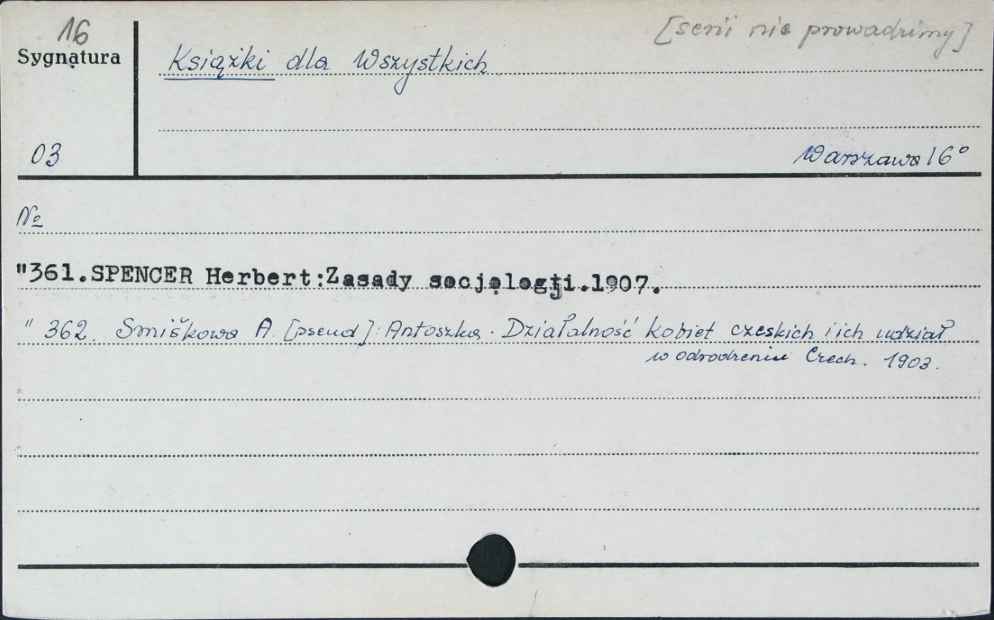 16
[serii nie prowadzimy]
Sygnatura
Książki dla Wszystkich
03
Warszawa 16°
№
"361.SPENCER Herbert:Zasady socjologji.1907.
" 362. Smiškowa A [pseud]: Antoszka. Działalność kobiet czeskich i ich udział
w odrodzeniu Czech. 1903.